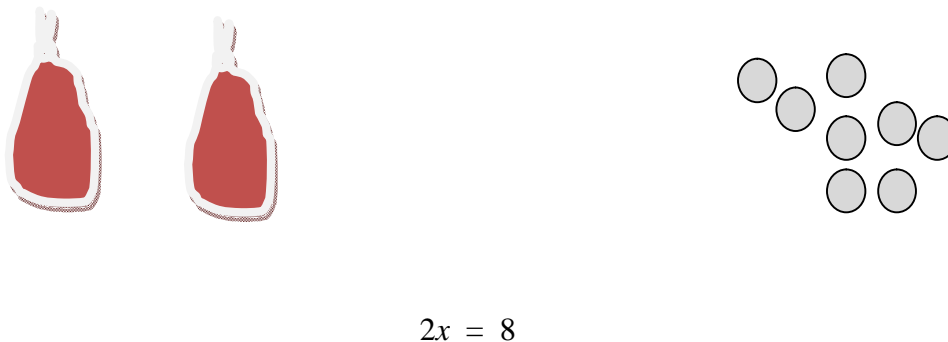 2x = 8